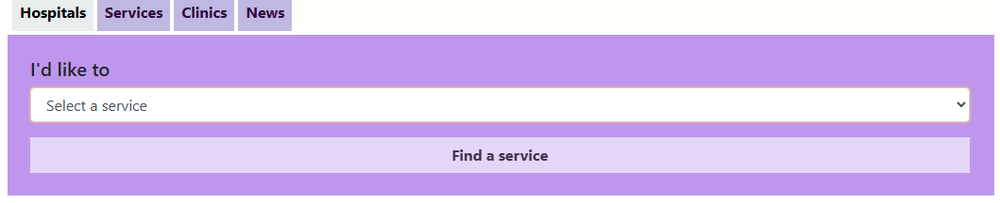 Hospitals Services Clinics News
I'd like to
Select a service
Find a service